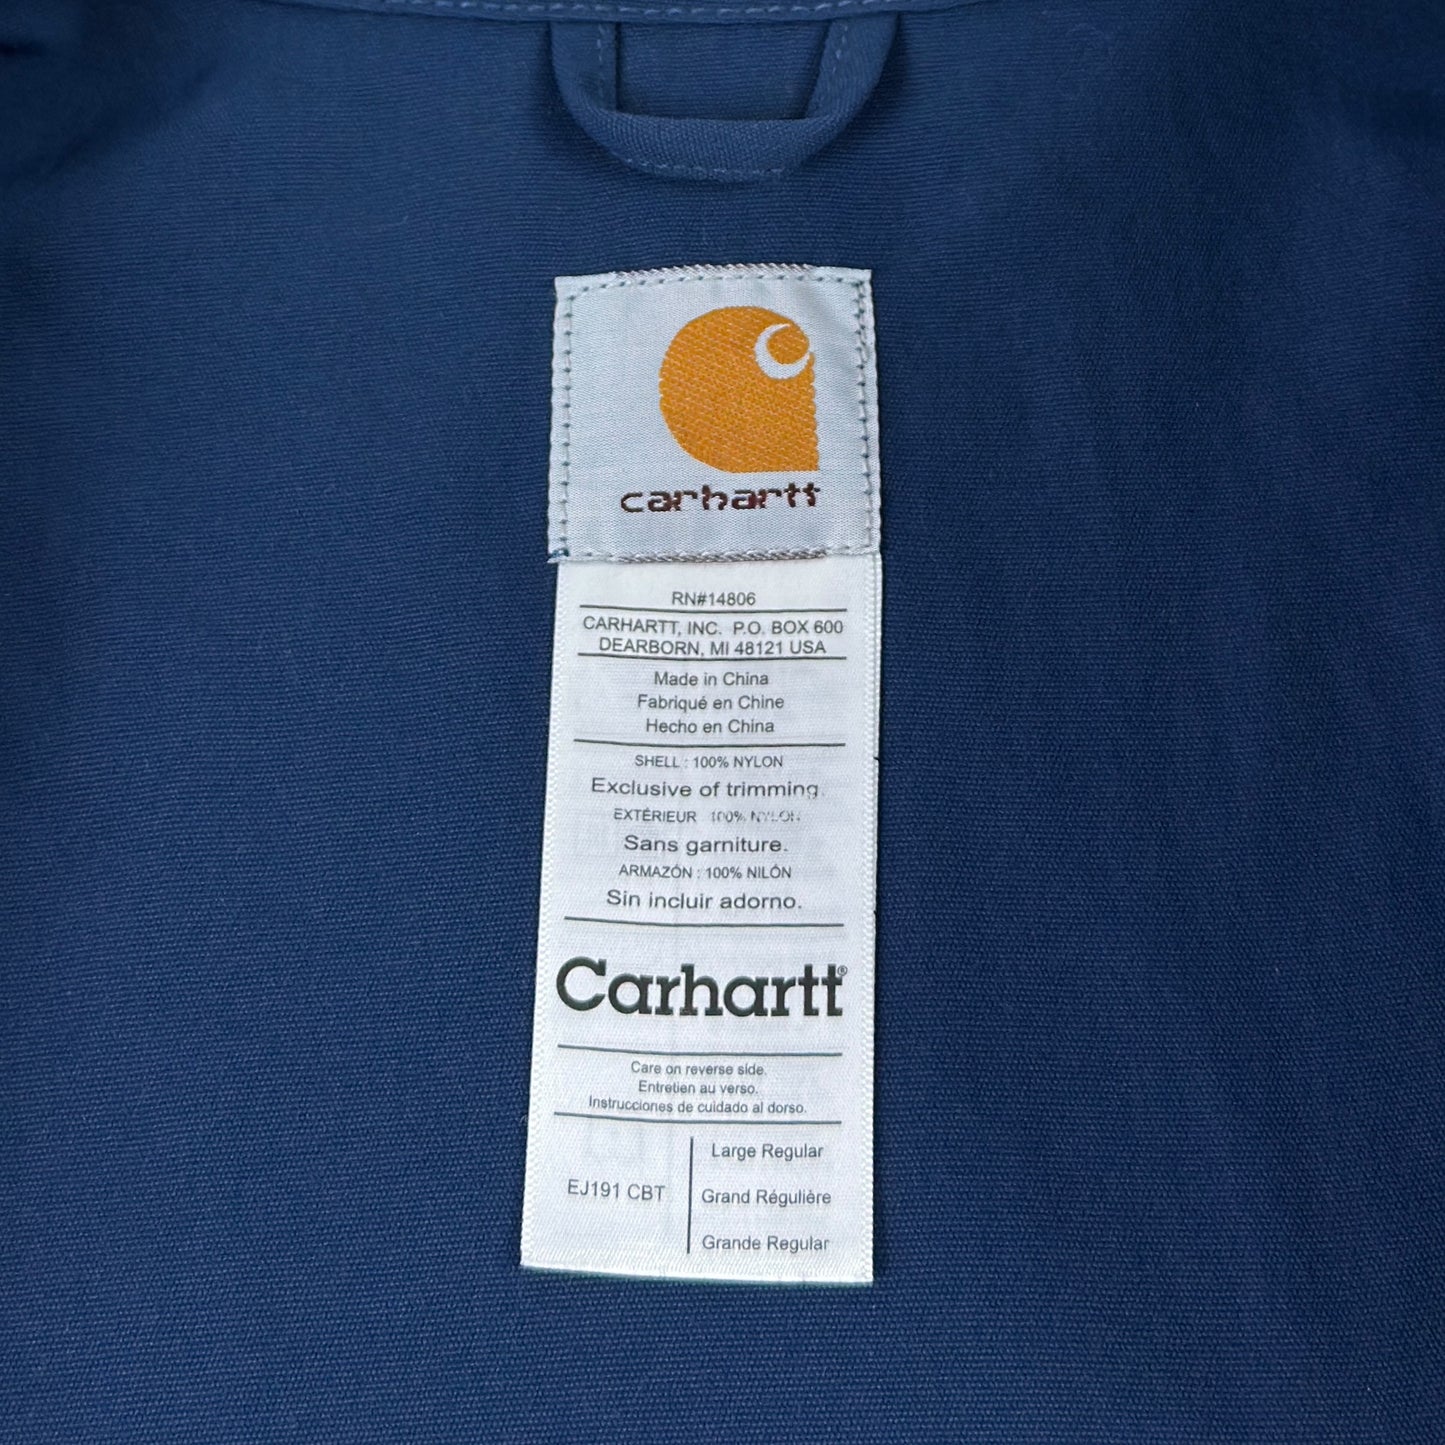 carhartt
RN#14806
CARHARTT, INC. P.O. BOX 600
DEARBORN, MI 48121 USA
Made in China
Fabriqué en Chine
Hecho en China
SHELL : 100% NYLON
Exclusive of trimming.
EXTÉRIEUR 100% NYLON
Sans garniture.
ARMAZÓN : 100% NILÓN
Sin incluir adorno.
Carhartt®
Care on reverse side.
Entretien au verso.
Instrucciones de cuidado al dorso.
EJ191 CBT
Large Regular
Grand Régulière
Grande Regular